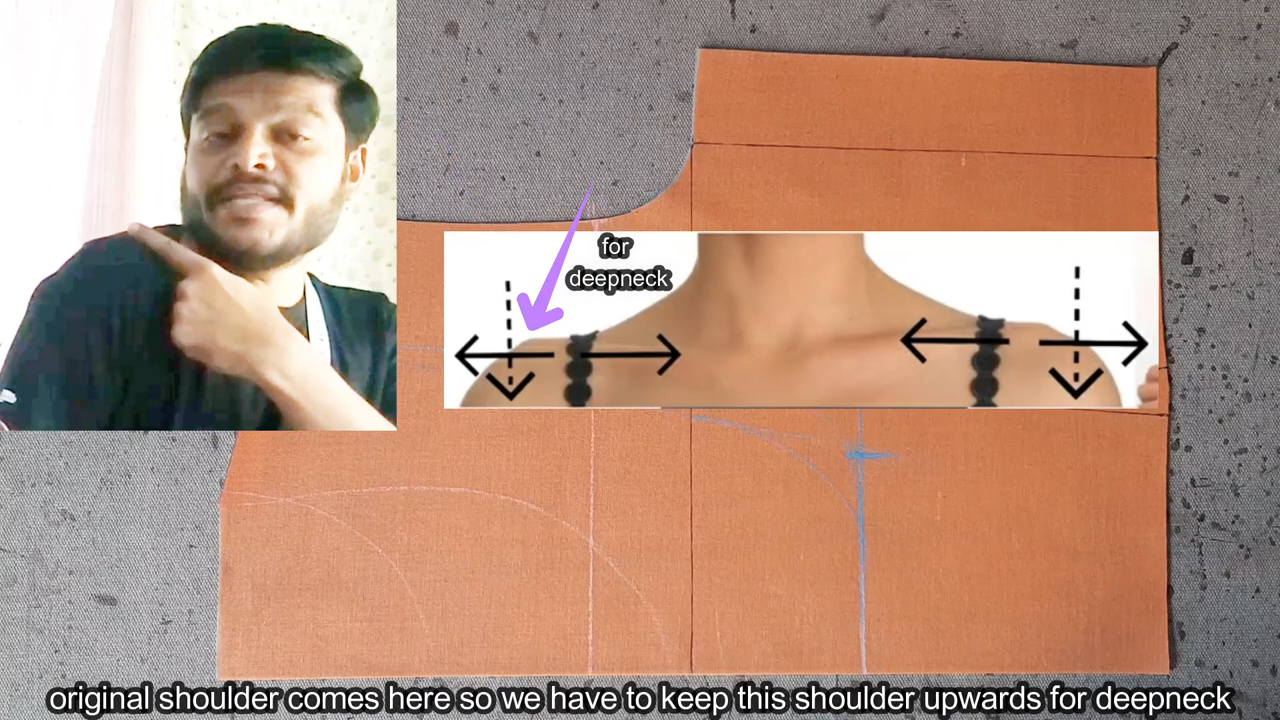 for
deepneck
original shoulder comes here so we have to keep this shoulder upwards for deepneck